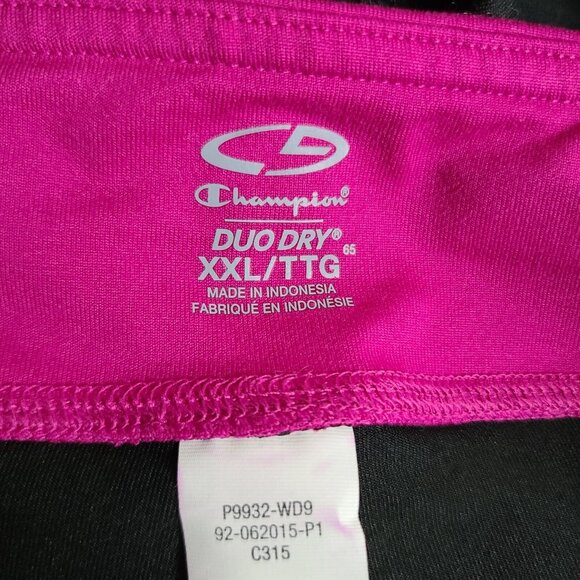 Champion®
DUO DRY®
XXL/TTG 65
MADE IN INDONESIA
FABRIQUÉ EN INDONÉSIE
P9932-WD9
92-062015-P1
C315